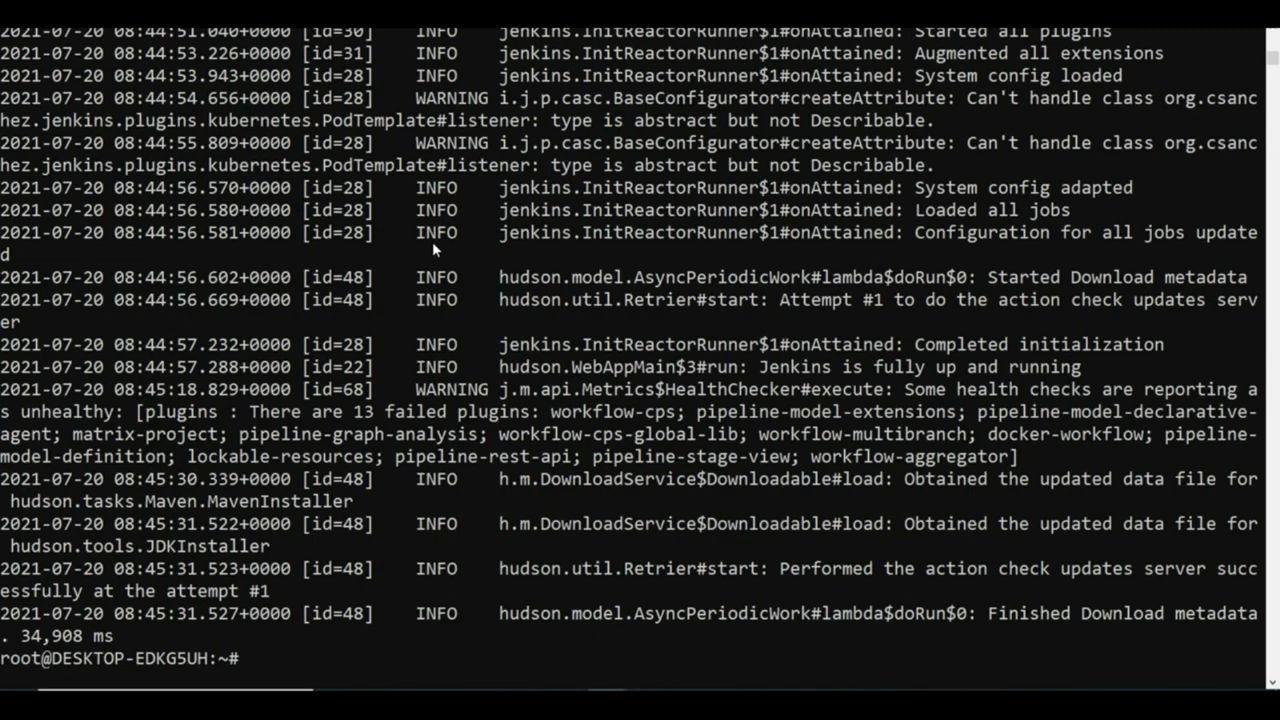 2021-07-20 08:44:51.040+0000 [id=30] INFO jenkins.InitReactorRunner$1#onAttained: Started all plugins
2021-07-20 08:44:53.226+0000 [id=31] INFO jenkins.InitReactorRunner$1#onAttained: Augmented all extensions
2021-07-20 08:44:53.943+0000 [id=28] INFO jenkins.InitReactorRunner$1#onAttained: System config loaded
2021-07-20 08:44:54.656+0000 [id=28] WARNING i.j.p.casc.BaseConfigurator#createAttribute: Can't handle class org.csanc
hez.jenkins.plugins.kubernetes.PodTemplate#listener: type is abstract but not Describable.
2021-07-20 08:44:55.809+0000 [id=28] WARNING i.j.p.casc.BaseConfigurator#createAttribute: Can't handle class org.csanc
hez.jenkins.plugins.kubernetes.PodTemplate#listener: type is abstract but not Describable.
2021-07-20 08:44:56.570+0000 [id=28] INFO jenkins.InitReactorRunner$1#onAttained: System config adapted
2021-07-20 08:44:56.580+0000 [id=28] INFO jenkins.InitReactorRunner$1#onAttained: Loaded all jobs
2021-07-20 08:44:56.581+0000 [id=28] INFO jenkins.InitReactorRunner$1#onAttained: Configuration for all jobs update
d
2021-07-20 08:44:56.602+0000 [id=48] INFO hudson.model.AsyncPeriodicWork#lambda$doRun$0: Started Download metadata
2021-07-20 08:44:56.669+0000 [id=48] INFO hudson.util.Retrier#start: Attempt #1 to do the action check updates serv
er
2021-07-20 08:44:57.232+0000 [id=28] INFO jenkins.InitReactorRunner$1#onAttained: Completed initialization
2021-07-20 08:44:57.288+0000 [id=22] INFO hudson.WebAppMain$3#run: Jenkins is fully up and running
2021-07-20 08:45:18.829+0000 [id=68] WARNING j.m.api.Metrics$HealthChecker#execute: Some health checks are reporting a
s unhealthy: [plugins : There are 13 failed plugins: workflow-cps; pipeline-model-extensions; pipeline-model-declarative-
agent; matrix-project; pipeline-graph-analysis; workflow-cps-global-lib; workflow-multibranch; docker-workflow; pipeline-
model-definition; lockable-resources; pipeline-rest-api; pipeline-stage-view; workflow-aggregator]
2021-07-20 08:45:30.339+0000 [id=48] INFO h.m.DownloadService$Downloadable#load: Obtained the updated data file for
hudson.tasks.Maven.MavenInstaller
2021-07-20 08:45:31.522+0000 [id=48] INFO h.m.DownloadService$Downloadable#load: Obtained the updated data file for
hudson.tools.JDKInstaller
2021-07-20 08:45:31.523+0000 [id=48] INFO hudson.util.Retrier#start: Performed the action check updates server succ
essfully at the attempt #1
2021-07-20 08:45:31.527+0000 [id=48] INFO hudson.model.AsyncPeriodicWork#lambda$doRun$0: Finished Download metadata
. 34,908 ms
root@DESKTOP-EDKG5UH:~#